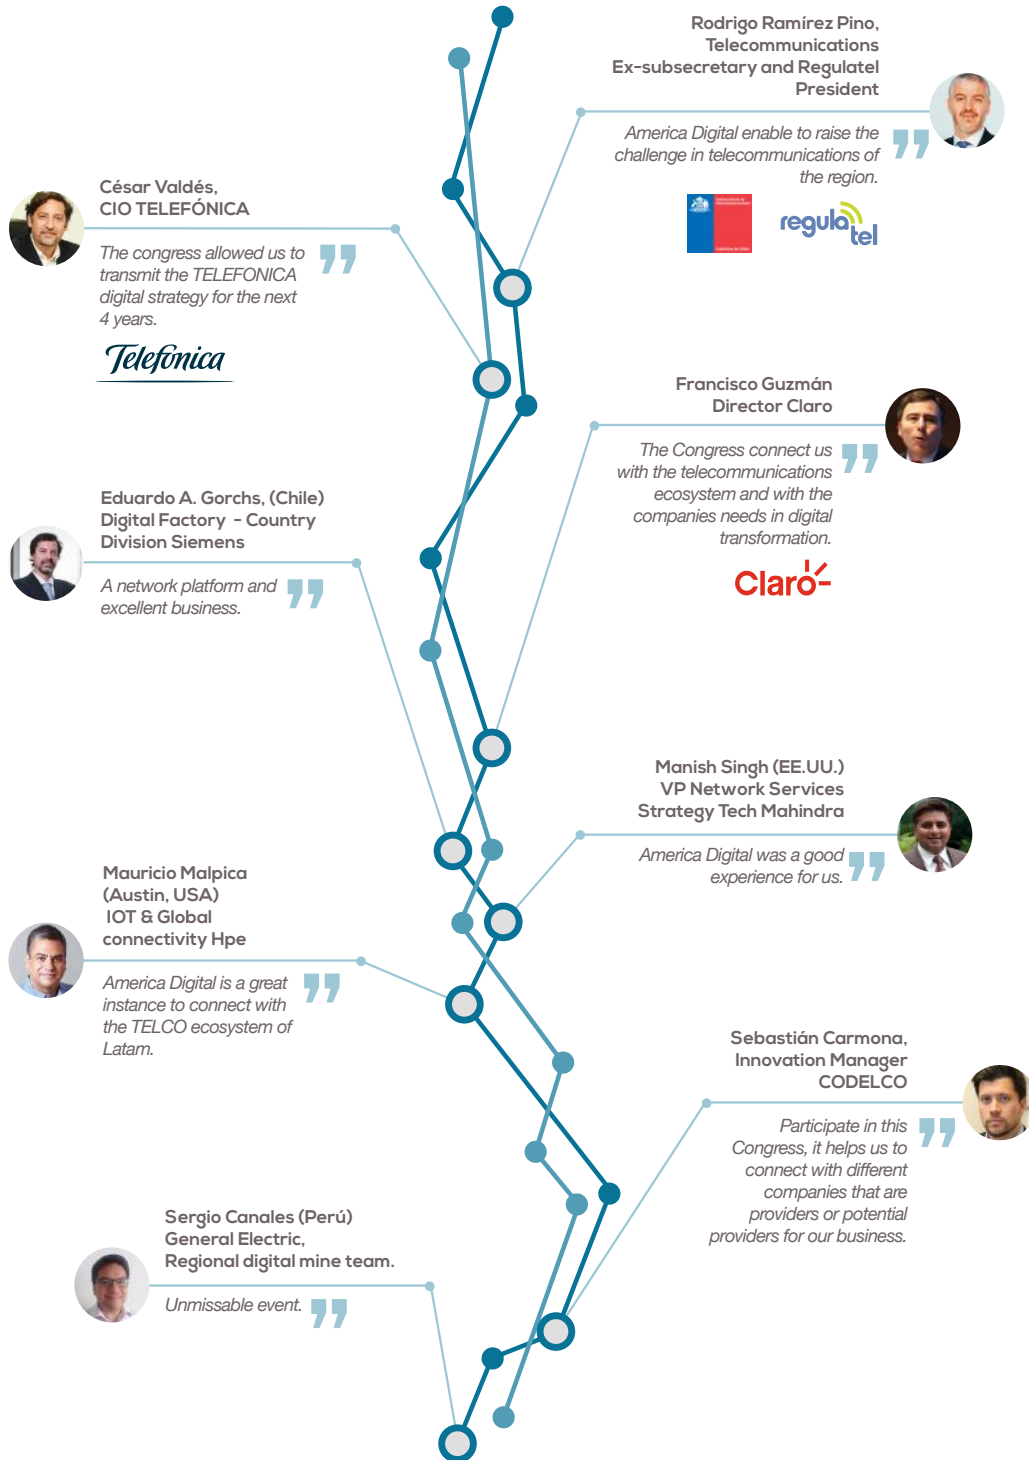 Rodrigo Ramírez Pino,
Telecommunications
Ex-subsecretary and Regulatel
President
America Digital enable to raise the
challenge in telecommunications of
the region.
regulatel
César Valdés,
CIO TELEFÓNICA
The congress allowed us to
transmit the TELEFONICA
digital strategy for the next
4 years.
Telefónica
Francisco Guzmán
Director Claro
The Congress connect us
with the telecommunications
ecosystem and with the
companies needs in digital
transformation.
Claro
Eduardo A. Gorchs, (Chile)
Digital Factory - Country
Division Siemens
A network platform and
excellent business.
Manish Singh (EE.UU.)
VP Network Services
Strategy Tech Mahindra
America Digital was a good
experience for us.
Mauricio Malpica
(Austin, USA)
IOT & Global
connectivity Hpe
America Digital is a great
instance to connect with
the TELCO ecosystem of
Latam.
Sebastián Carmona,
Innovation Manager
CODELCO
Participate in this
Congress, it helps us to
connect with different
companies that are
providers or potential
providers for our business.
Sergio Canales (Perú)
General Electric,
Regional digital mine team.
Unmissable event.